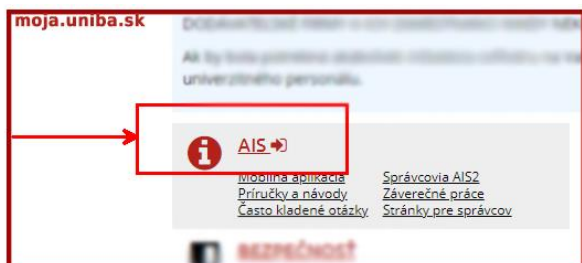 moja.uniba.sk
univerzitného personálu.
AIS
Mobilná aplikácia
Správcovia AIS2
Príručky a návody
Záverečné práce
Často kladené otázky
Stránky pre správcov
BEZPEČNOSŤ